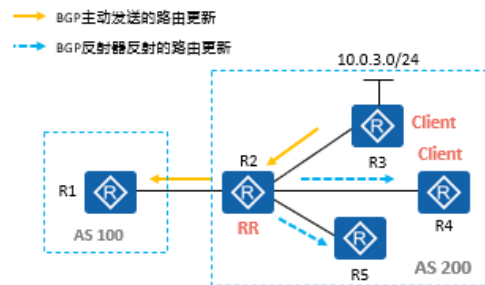 BGP主动发送的路由更新
BGP反射器反射的路由更新
10.0.3.0/24
Client
R3
Client
R2
R1
RR
R4
AS 100
R5
AS 200